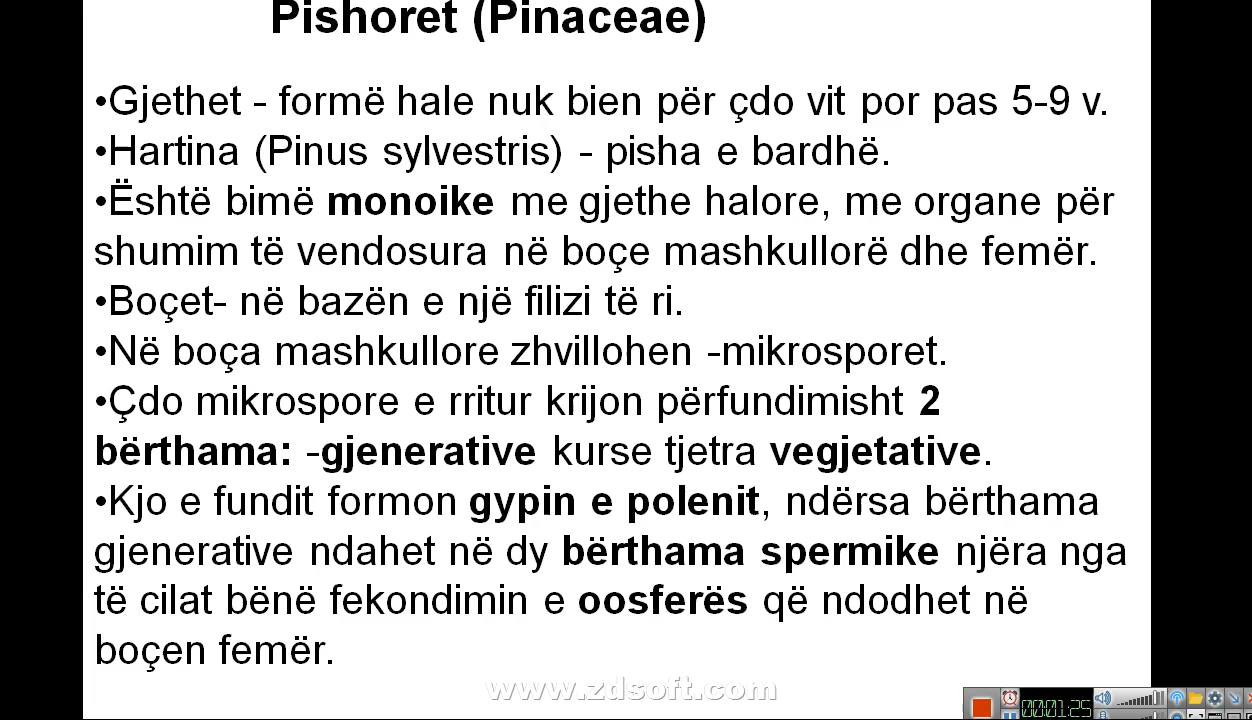 Pishoret (Pinaceae)
•Gjethet - formë hale nuk bien për çdo vit por pas 5-9 v.
•Hartina (Pinus sylvestris) - pisha e bardhë.
•Është bimë monoike me gjethe halore, me organe për
shumim të vendosura në boçe mashkullorë dhe femër.
•Boçet- në bazën e një filizi të ri.
•Në boça mashkullore zhvillohen -mikrosporet.
•Çdo mikrospore e rritur krijon përfundimisht 2
bërthama: -gjenerative kurse tjetra vegjetative.
•Kjo e fundit formon gypin e polenit, ndërsa bërthama
gjenerative ndahet në dy bërthama spermike njëra nga
të cilat bënë fekondimin e oosferës që ndodhet në
boçen femër.
www.zdsoft.com
00:01:25